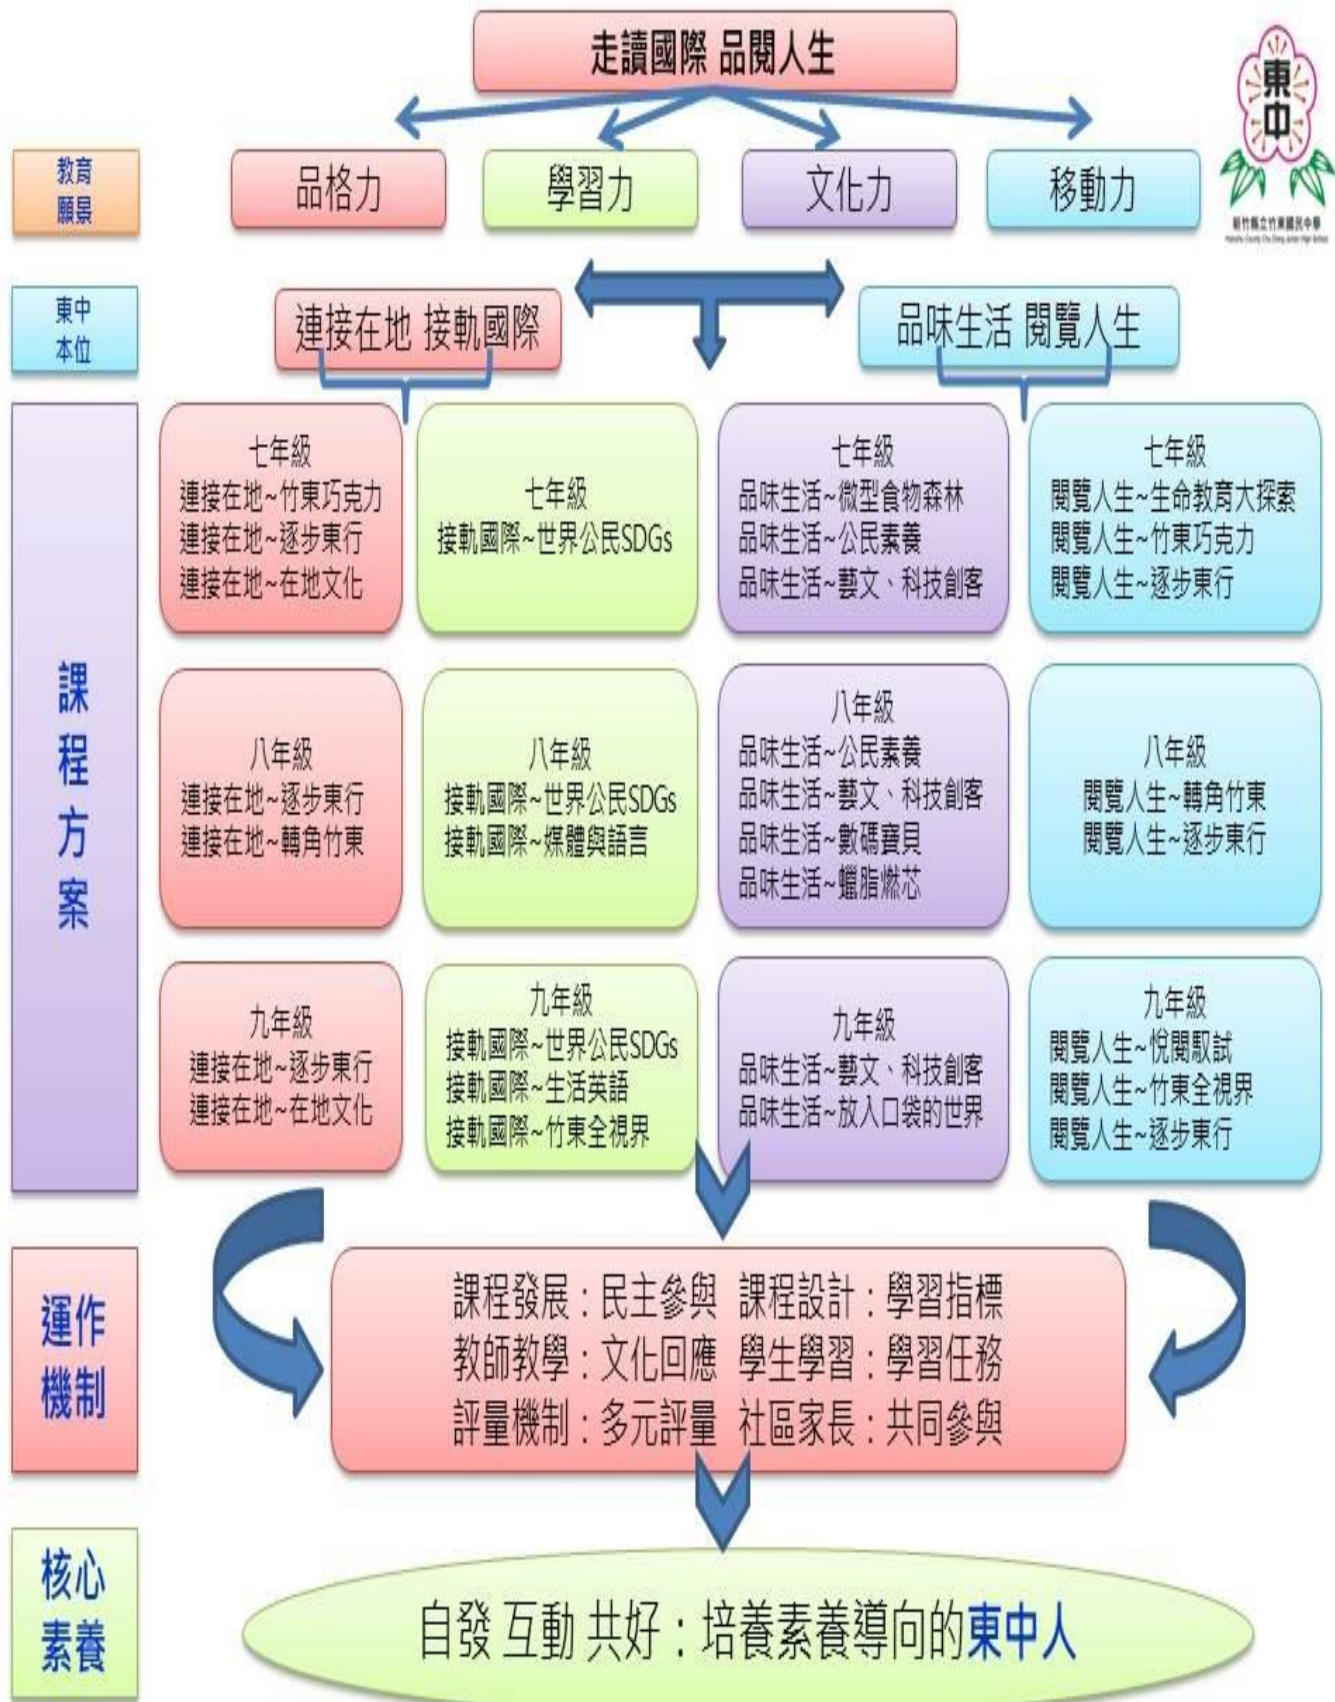 走讀國際 品閱人生
東中
新竹縣立竹東國民中學
教育
願景
品格力
學習力
文化力
移動力
東中
本位
連接在地 接軌國際
品味生活 閱覽人生
課程方案
七年級
連接在地~竹東巧克力
連接在地~逐步東行
連接在地~在地文化
七年級
接軌國際~世界公民SDGs
七年級
品味生活~微型食物森林
品味生活~公民素養
品味生活~藝文、科技創客
七年級
閱覽人生~生命教育大探索
閱覽人生~竹東巧克力
閱覽人生~逐步東行
八年級
連接在地~逐步東行
連接在地~轉角竹東
八年級
接軌國際~世界公民SDGs
接軌國際~媒體與語言
八年級
品味生活~公民素養
品味生活~藝文、科技創客
品味生活~數碼寶貝
品味生活~蠟脂燃芯
八年級
閱覽人生~轉角竹東
閱覽人生~逐步東行
九年級
連接在地~逐步東行
連接在地~在地文化
九年級
接軌國際~世界公民SDGs
接軌國際~生活英語
接軌國際~竹東全視界
九年級
品味生活~藝文、科技創客
品味生活~放入口袋的世界
九年級
閱覽人生~悅閱馭試
閱覽人生~竹東全視界
閱覽人生~逐步東行
運作
機制
課程發展：民主參與 課程設計：學習指標
教師教學：文化回應 學生學習：學習任務
評量機制：多元評量 社區家長：共同參與
核心
素養
自發 互動 共好：培養素養導向的東中人